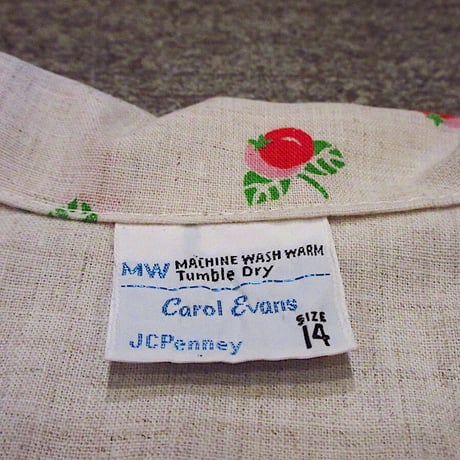 MW MACHINE WASH WARM
Tumble Dry
Carol Evans
JCPenney
SIZE
14